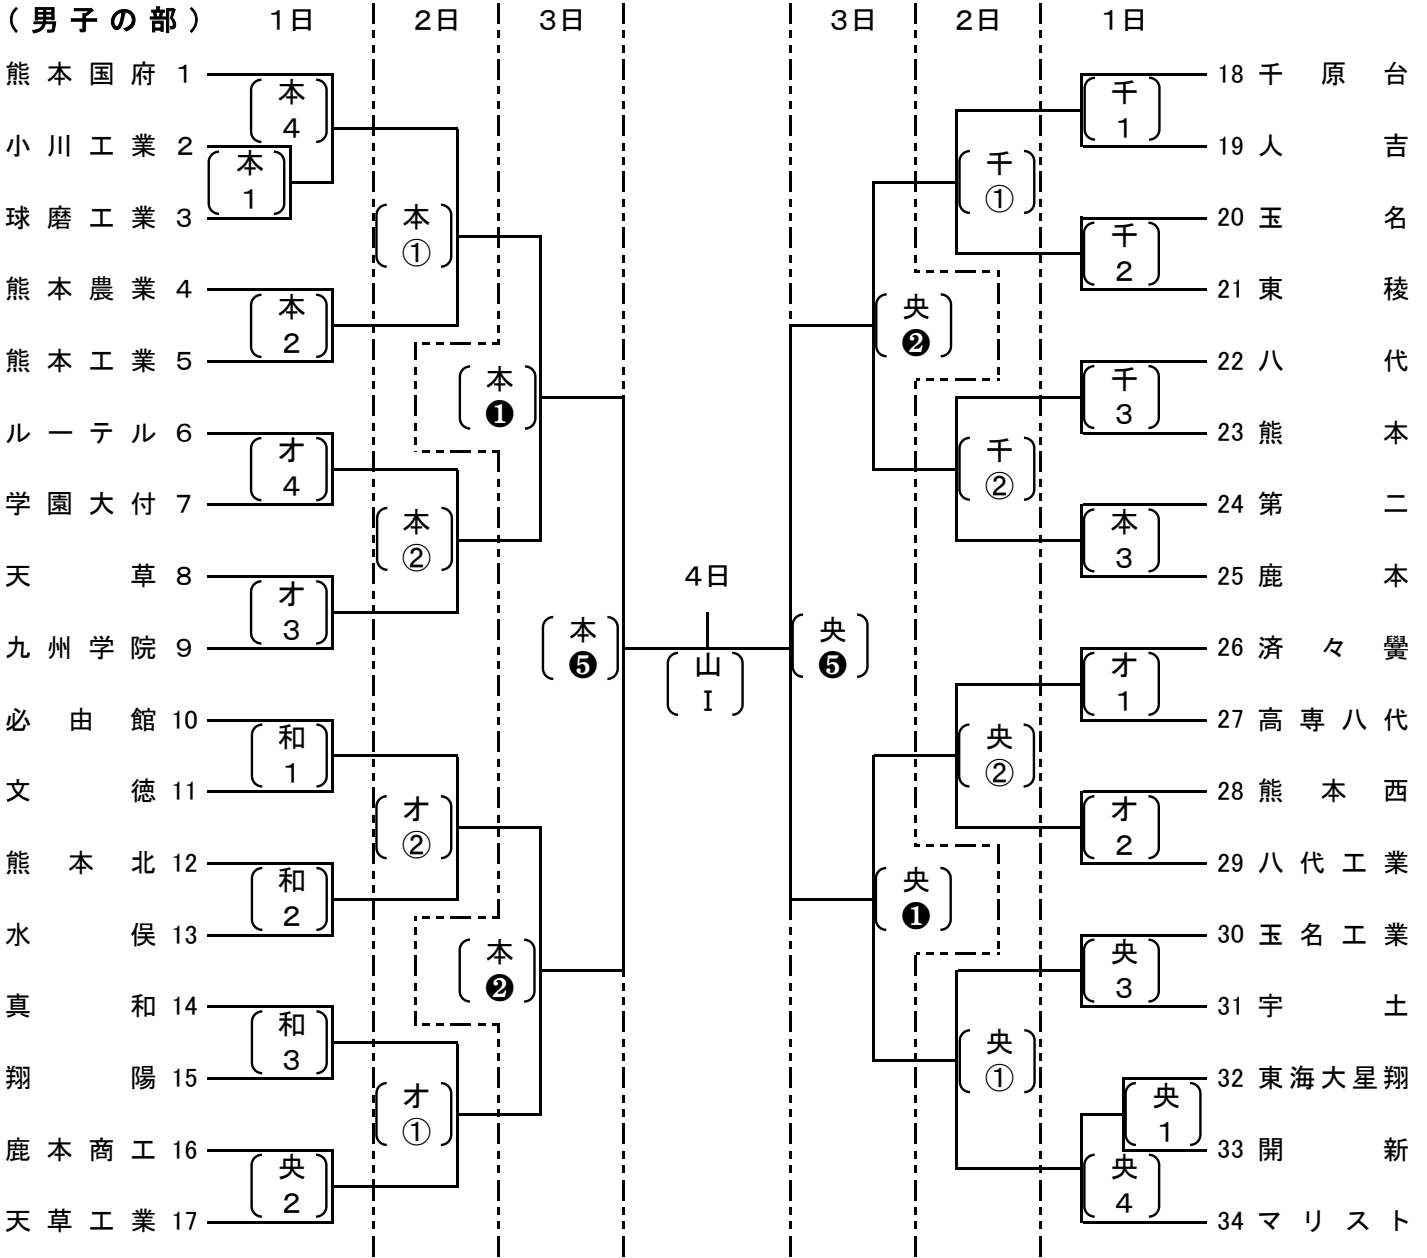 （男子の部） １日 ２日 ３日 ３日 ２日 １日
熊本国府 1
本 4
小川工業 2
本 1
球磨工業 3
本 ①
熊本農業 4
本 2
熊本工業 5
本 ❶
ルーテル 6
才 4
学園大付 7
本 ②
天草 8
才 3
九州学院 9
本 ❺
必由館 10
和 1
文徳 11
才 ②
熊本北 12
和 2
水俣 13
本 ❷
真和 14
和 3
翔陽 15
才 ①
鹿本商工 16
央 2
天草工業 17
４日
山 I
18 千原台
千 1
19 人吉
千 ①
20 玉名
千 2
21 東稜
央 ❷
22 八代
千 3
23 熊本
千 ②
24 第二
本 3
25 鹿本
央 ❺
26 済々黌
才 1
27 高専八代
央 ②
28 熊本西
才 2
29 八代工業
央 ❶
30 玉名工業
央 3
31 宇土
央 ①
32 東海大星翔
央 1
33 開新
央 4
34 マリスト